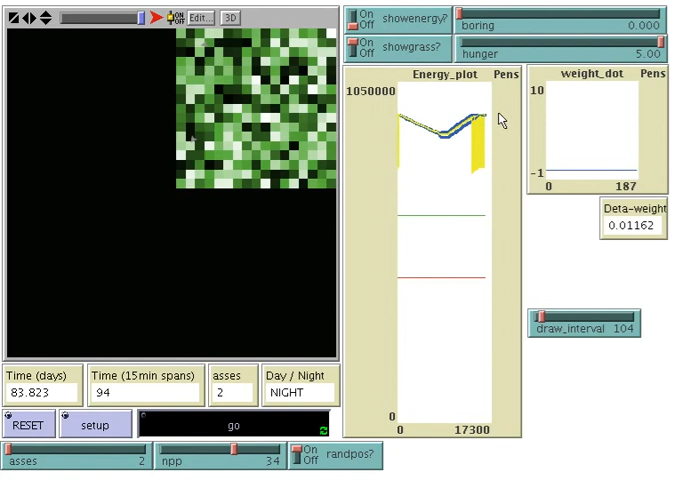 ON
OFF
Edit...
3D
On
Off
showenergy?
boring
0.000
On
Off
showgrass?
hunger
5.00
Energy_plot
Pens
1050000
0
0
17300
weight_dot
Pens
10
-1
0
187
Deta-weight
0.01162
draw_interval
104
Time (days)
83.823
Time (15min spans)
94
asses
2
Day / Night
NIGHT
RESET
setup
go
asses
2
npp
34
On
Off
randpos?